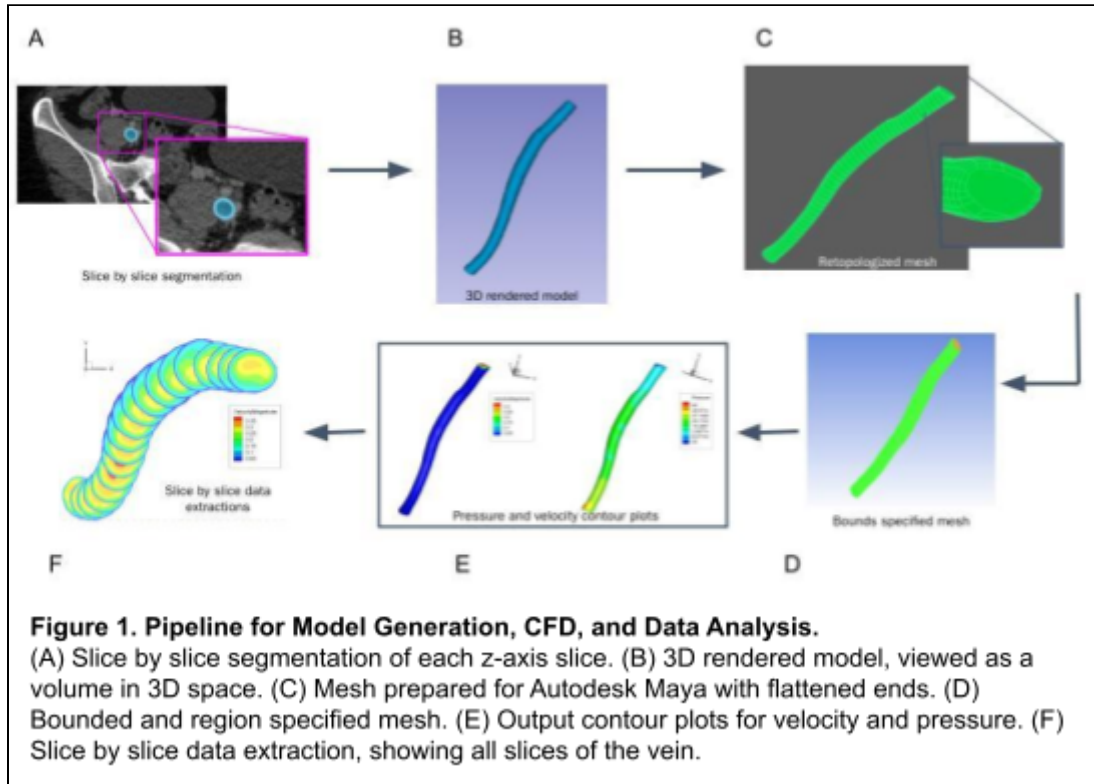 A
B
C
Slice by slice segmentation
3D rendered model
Retopologized mesh
Slice by slice data
extractions
Pressure and velocity contour plots
Bounds specified mesh
F
E
D
Figure 1. Pipeline for Model Generation, CFD, and Data Analysis.
(A) Slice by slice segmentation of each z-axis slice. (B) 3D rendered model, viewed as a
volume in 3D space. (C) Mesh prepared for Autodesk Maya with flattened ends. (D)
Bounded and region specified mesh. (E) Output contour plots for velocity and pressure. (F)
Slice by slice data extraction, showing all slices of the vein.